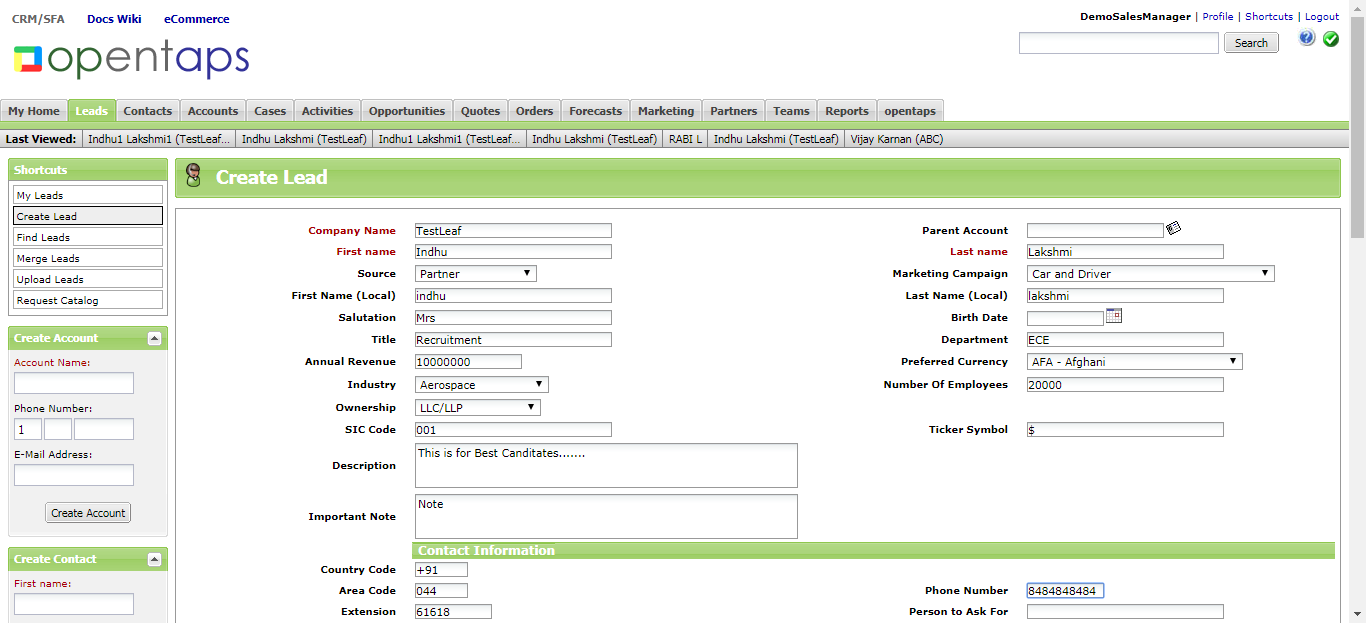 CRM/SFA Docs Wiki eCommerce
DemoSalesManager | Profile | Shortcuts | Logout
opentaps
Search
My Home Leads Contacts Accounts Cases Activities Opportunities Quotes Orders Forecasts Marketing Partners Teams Reports opentaps
Last Viewed: Indhu1 Lakshmi1 (TestLeaf... Indhu Lakshmi (TestLeaf) Indhu1 Lakshmi1 (TestLeaf... Indhu Lakshmi (TestLeaf) RABI L Indhu Lakshmi (TestLeaf) Vijay Karnan (ABC)
Shortcuts
My Leads
Create Lead
Find Leads
Merge Leads
Upload Leads
Request Catalog
Create Account
Account Name:
Phone Number:
1
E-Mail Address:
Create Account
Create Contact
First name:
Create Lead
Company Name TestLeaf Parent Account
First name Indhu Last name Lakshmi
Source Partner Marketing Campaign Car and Driver
First Name (Local) indhu Last Name (Local) lakshmi
Salutation Mrs Birth Date
Title Recruitment Department ECE
Annual Revenue 10000000 Preferred Currency AFA - Afghani
Industry Aerospace Number Of Employees 20000
Ownership LLC/LLP
SIC Code 001 Ticker Symbol $
Description This is for Best Canditates.......
Important Note Note
Contact Information
Country Code +91
Area Code 044 Phone Number 8484848484
Extension 61618 Person to Ask For